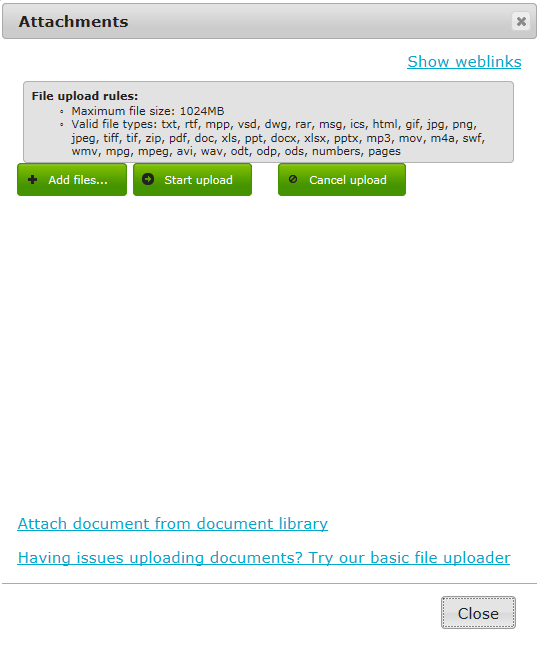 Attachments
Show weblinks
File upload rules:
Maximum file size: 1024MB
Valid file types: txt, rtf, mpp, vsd, dwg, rar, msg, ics, html, gif, jpg, png,
jpeg, tiff, tif, zip, pdf, doc, xls, ppt, docx, xlsx, pptx, mp3, mov, m4a, swf,
wmv, mpg, mpeg, avi, wav, odt, odp, ods, numbers, pages
Add files... Start upload Cancel upload
Attach document from document library
Having issues uploading documents? Try our basic file uploader
Close